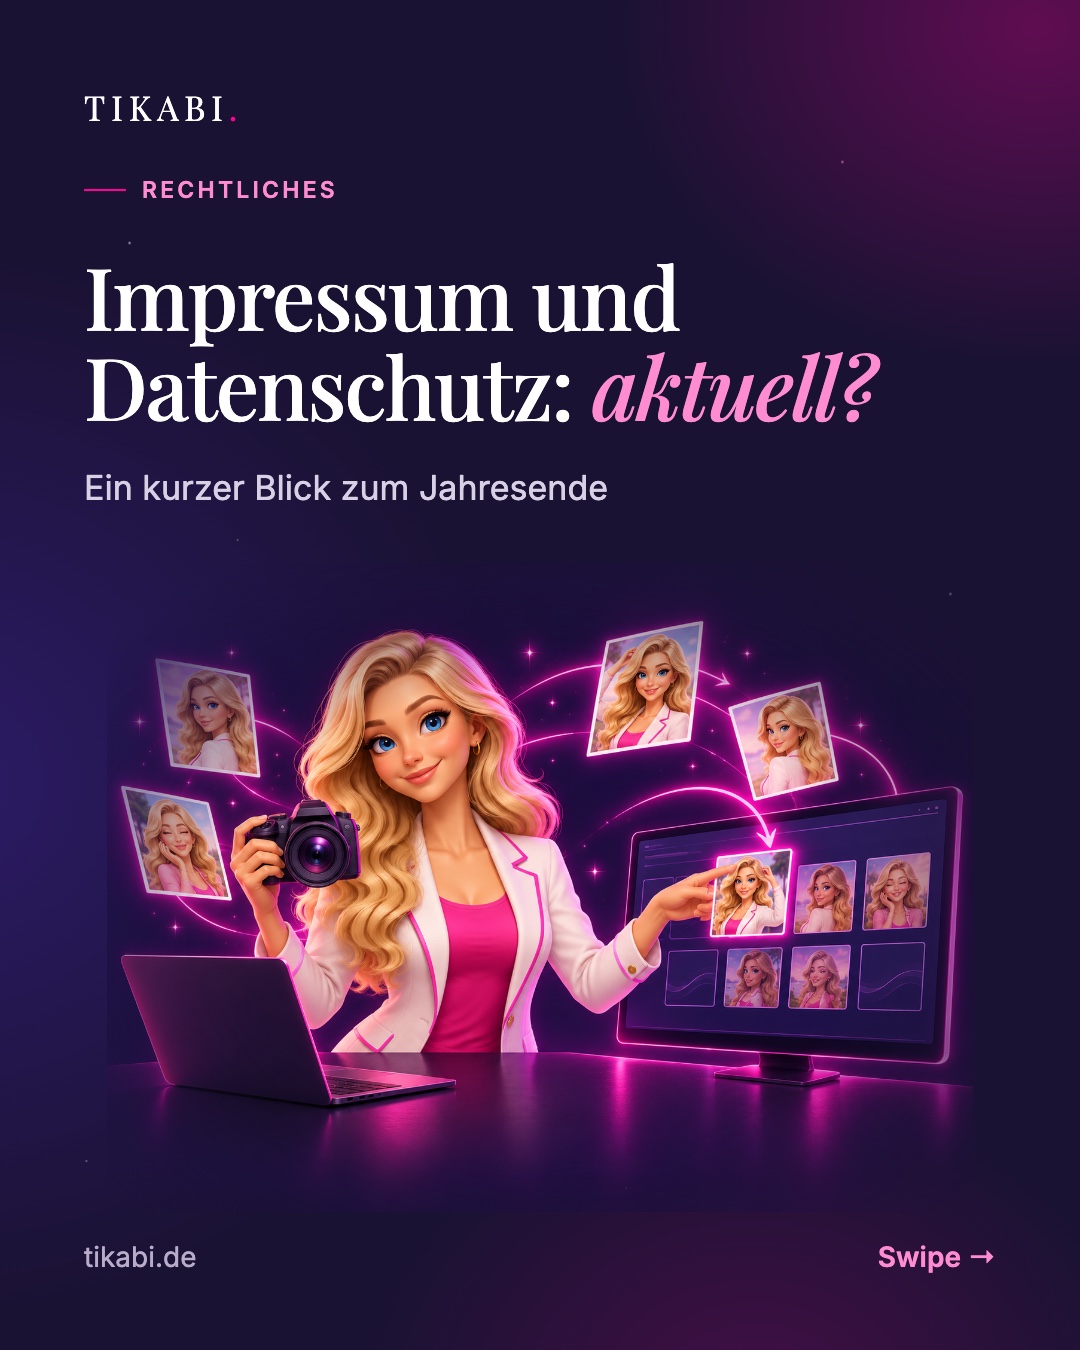 TIKABI.
RECHTLICHES
Impressum und
Datenschutz: aktuell?
Ein kurzer Blick zum Jahresende
tikabi.de
Swipe →